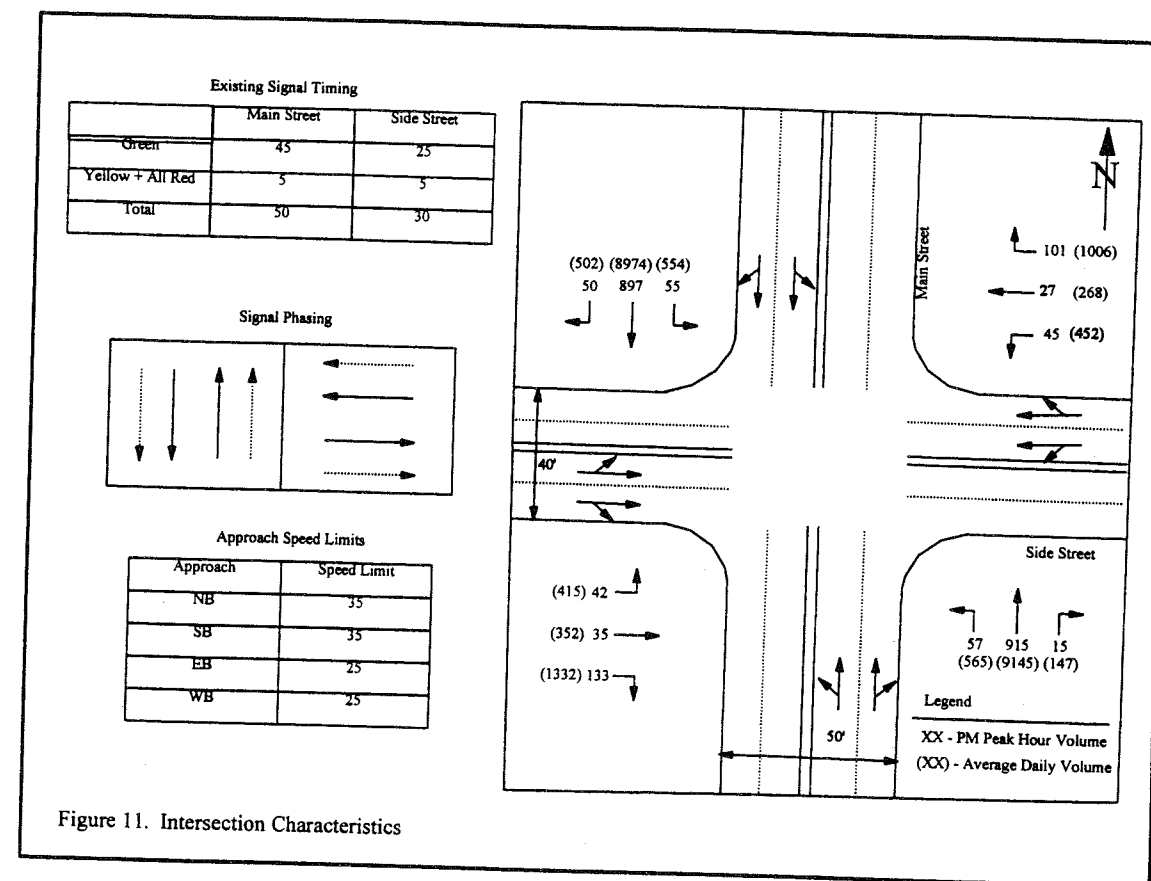 Existing Signal Timing
Main Street Side Street
Green 45 25
Yellow + All Red 5 5
Total 50 30
Signal Phasing
Approach Speed Limits
Approach Speed Limit
NB 35
SB 35
EB 25
WB 25
N
Main Street
(502) (8974) (554)
50 897 55
101 (1006)
27 (268)
45 (452)
40'
Side Street
(415) 42
(352) 35
(1332) 133
57 915 15
(565) (9145) (147)
50'
Legend
XX - PM Peak Hour Volume
(XX) - Average Daily Volume
Figure 11. Intersection Characteristics